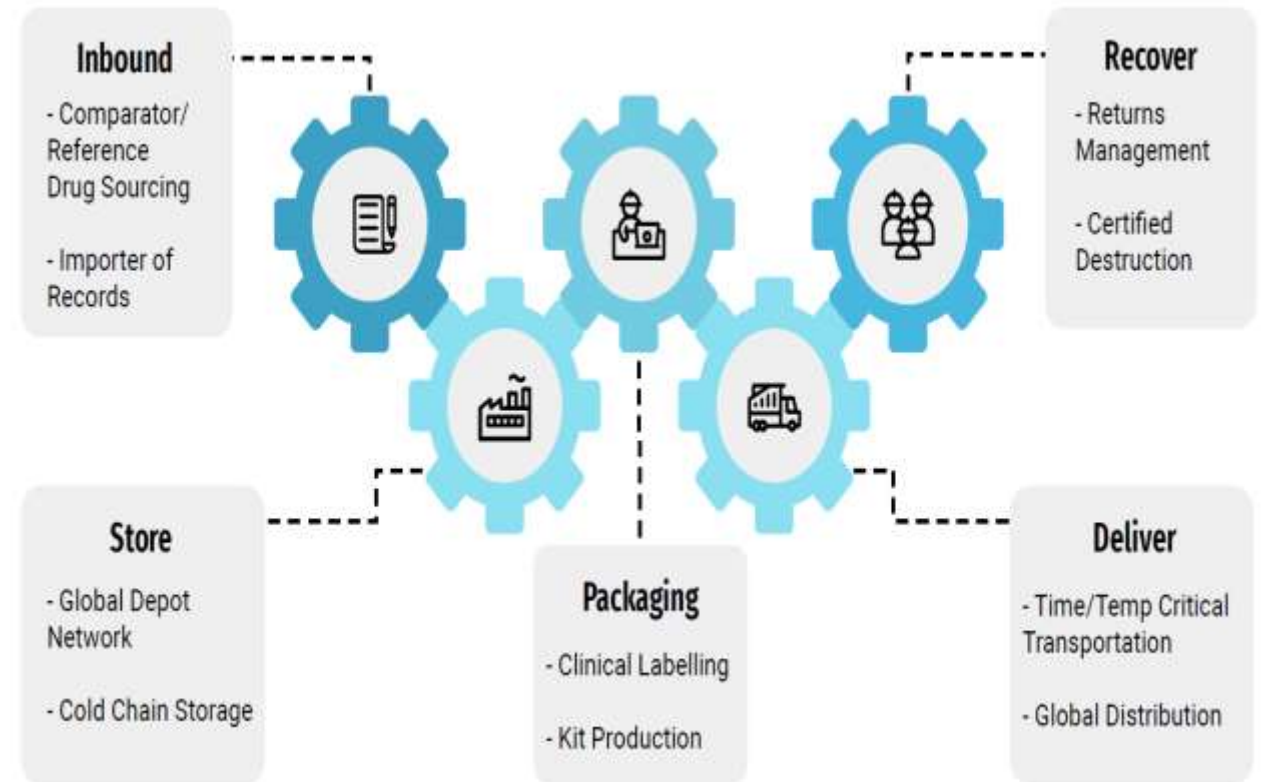 Inbound
- Comparator/
Reference
Drug Sourcing
- Importer of
Records
Store
- Global Depot
Network
- Cold Chain Storage
Packaging
- Clinical Labelling
- Kit Production
Deliver
- Time/Temp Critical
Transportation
- Global Distribution
Recover
- Returns
Management
- Certified
Destruction